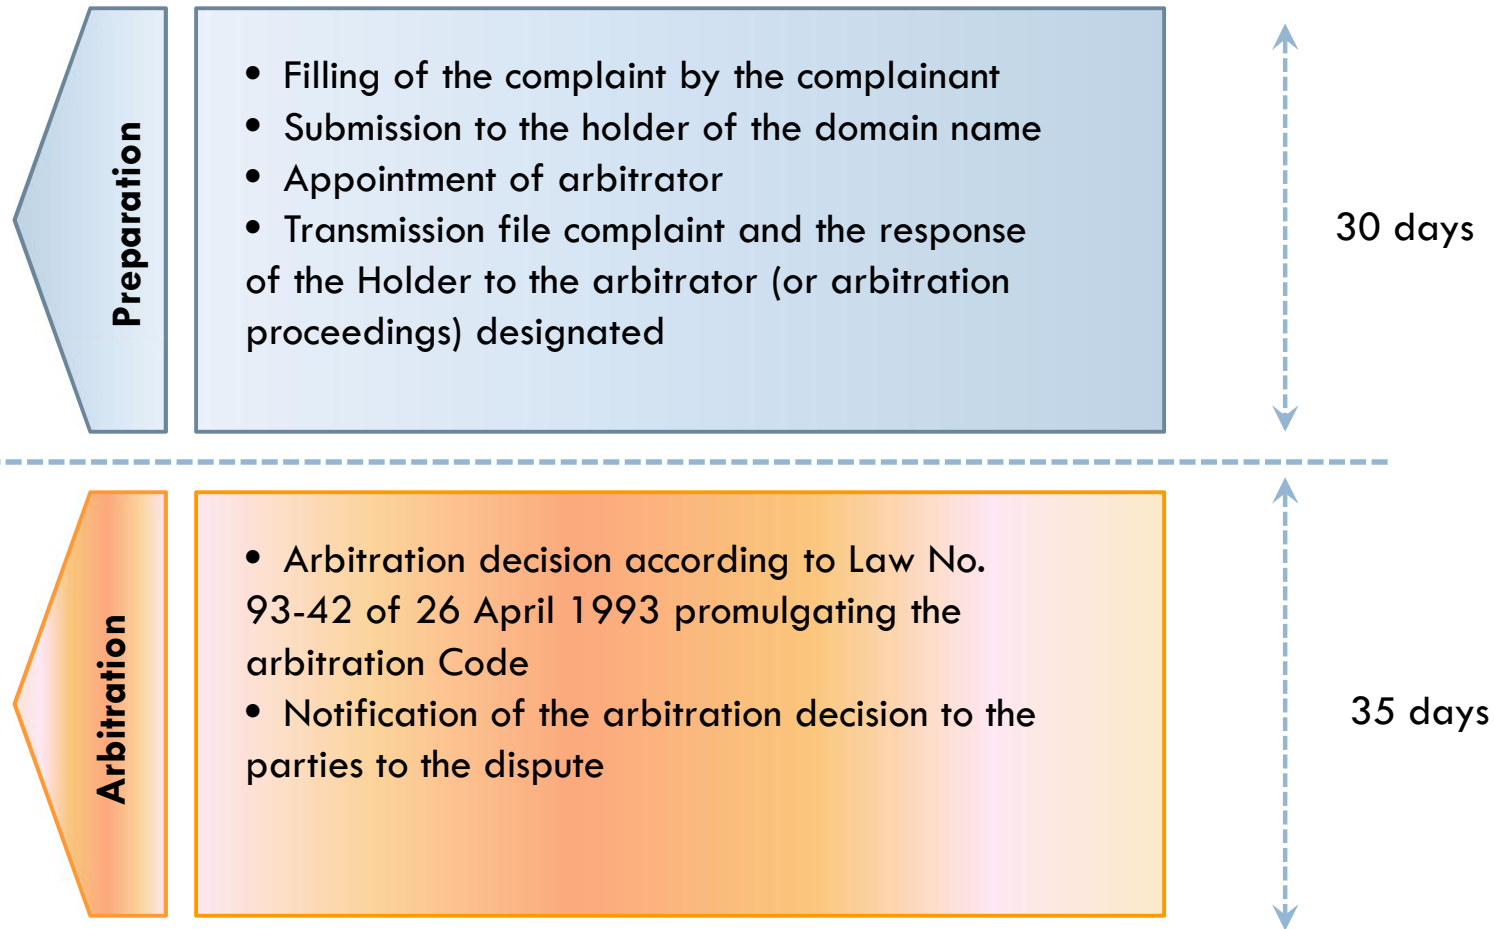 Preparation
• Filling of the complaint by the complainant
• Submission to the holder of the domain name
• Appointment of arbitrator
• Transmission file complaint and the response
of the Holder to the arbitrator (or arbitration
proceedings) designated
30 days
Arbitration
• Arbitration decision according to Law No.
93-42 of 26 April 1993 promulgating the
arbitration Code
• Notification of the arbitration decision to the
parties to the dispute
35 days